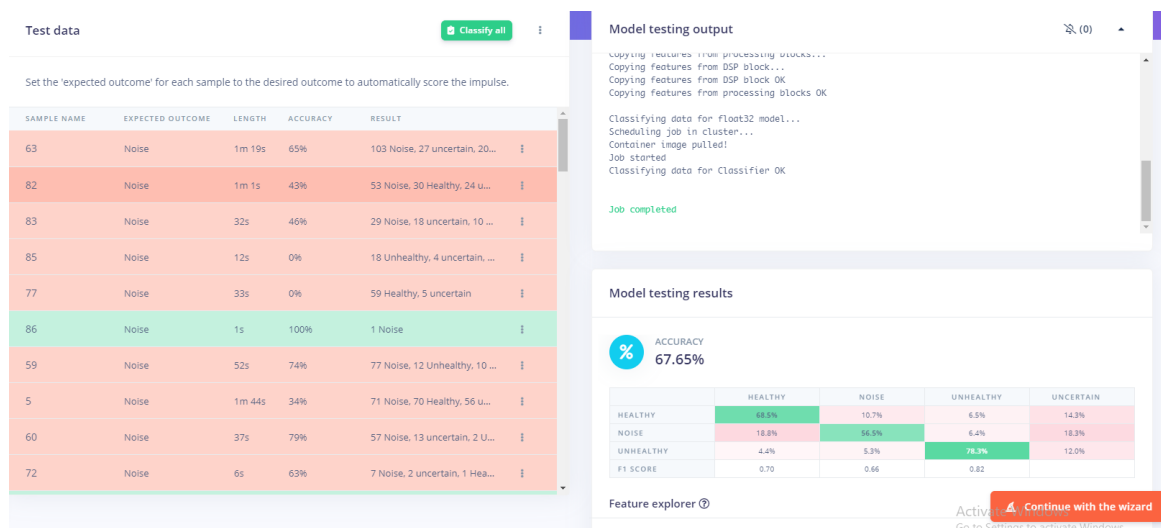 Test data
Classify all
Set the 'expected outcome' for each sample to the desired outcome to automatically score the impulse.
SAMPLE NAME EXPECTED OUTCOME LENGTH ACCURACY RESULT
63 Noise 1m 19s 65% 103 Noise, 27 uncertain, 20...
82 Noise 1m 1s 43% 53 Noise, 30 Healthy, 24 u...
83 Noise 32s 46% 29 Noise, 18 uncertain, 10 ...
85 Noise 12s 0% 18 Unhealthy, 4 uncertain, ...
77 Noise 33s 0% 59 Healthy, 5 uncertain
86 Noise 1s 100% 1 Noise
59 Noise 52s 74% 77 Noise, 12 Unhealthy, 10 ...
5 Noise 1m 44s 34% 71 Noise, 70 Healthy, 56 u...
60 Noise 37s 79% 57 Noise, 13 uncertain, 2 U...
72 Noise 6s 63% 7 Noise, 2 uncertain, 1 Hea...
Model testing output
(0)
Copying features from processing blocks...
Copying features from DSP block...
Copying features from DSP block OK
Copying features from processing blocks OK
Classifying data for float32 model...
Scheduling job in cluster...
Container image pulled!
Job started
Classifying data for Classifier OK
Job completed
Model testing results
%
ACCURACY
67.65%
HEALTHY NOISE UNHEALTHY UNCERTAIN
HEALTHY 68.5% 10.7% 6.5% 14.3%
NOISE 18.8% 56.5% 6.4% 18.3%
UNHEALTHY 4.4% 5.3% 78.3% 12.0%
F1 SCORE 0.70 0.66 0.82
Feature explorer
Activate Windows
Continue with the wizard
Go to Settings to activate Windows.